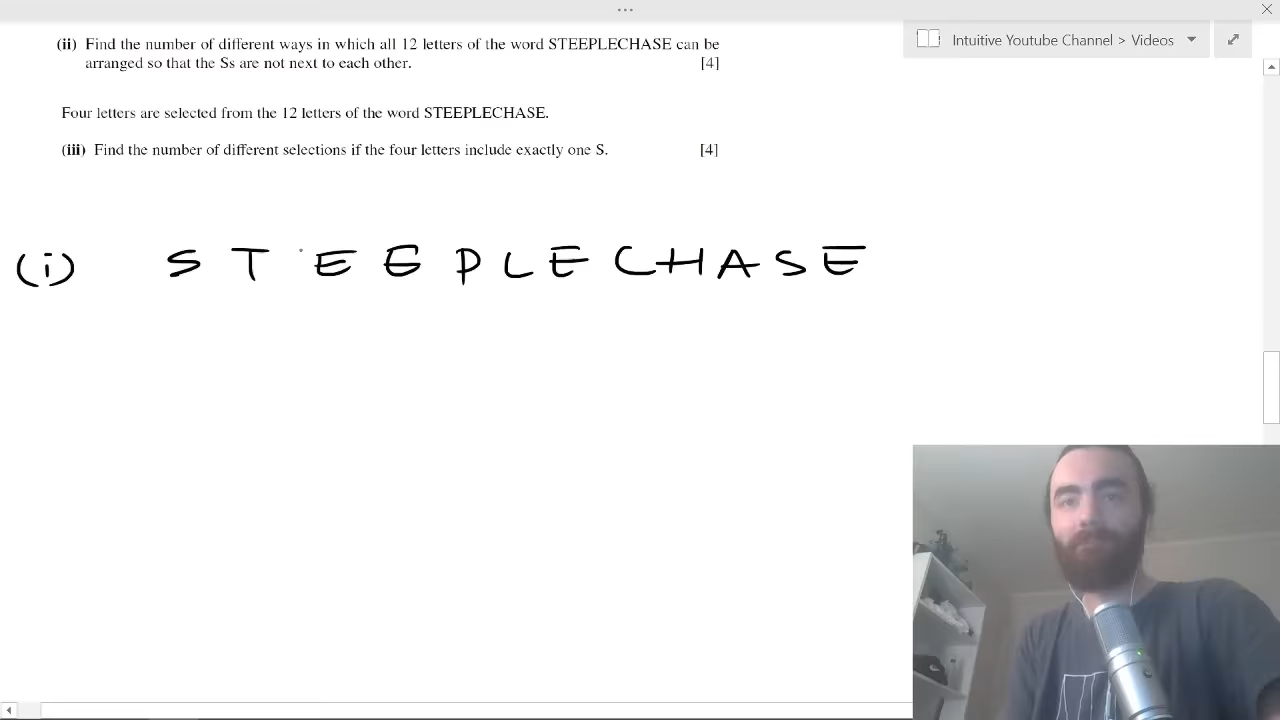 Intuitive Youtube Channel > Videos
(ii) Find the number of different ways in which all 12 letters of the word STEEPLECHASE can be
arranged so that the Ss are not next to each other. [4]
Four letters are selected from the 12 letters of the word STEEPLECHASE.
(iii) Find the number of different selections if the four letters include exactly one S. [4]
(i) S T E E P L E C H A S E